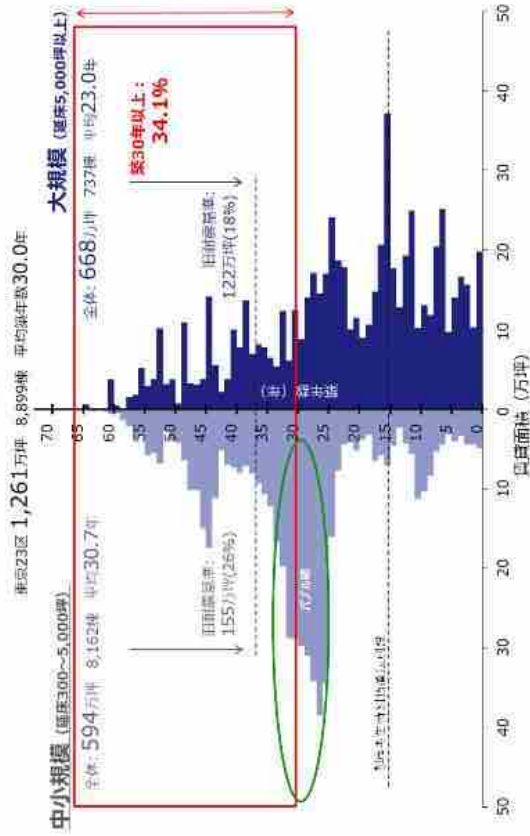 東京23区 1,261万坪 8,899棟 平均築年数30.0年
中小規模 (延床300～5,000坪)
大規模 (延床5,000坪以上)
全体: 594万坪 8,162棟 平均30.7年
全体: 668万坪 737棟 平均23.0年
築30年以上:
34.1%
旧耐震基準:
155万坪(26%)
旧耐震基準:
122万坪(18%)
築年数 (年)
バブル期
70
65
60
55
50
45
40
35
30
25
20
15
10
5
0
50
40
30
20
10
0
10
20
30
40
50
賃貸面積 (万坪)